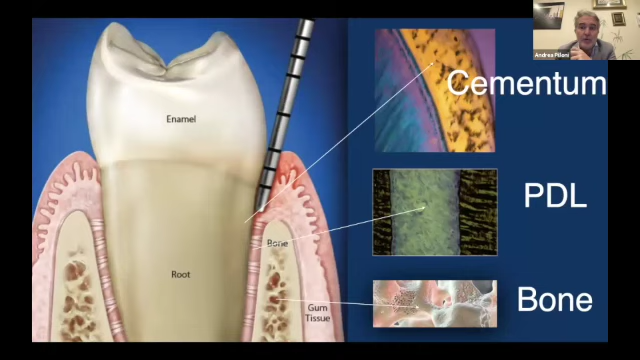 Enamel
Root
Bone
Gum
Tissue
Cementum
PDL
Bone
Andrea Pilloni